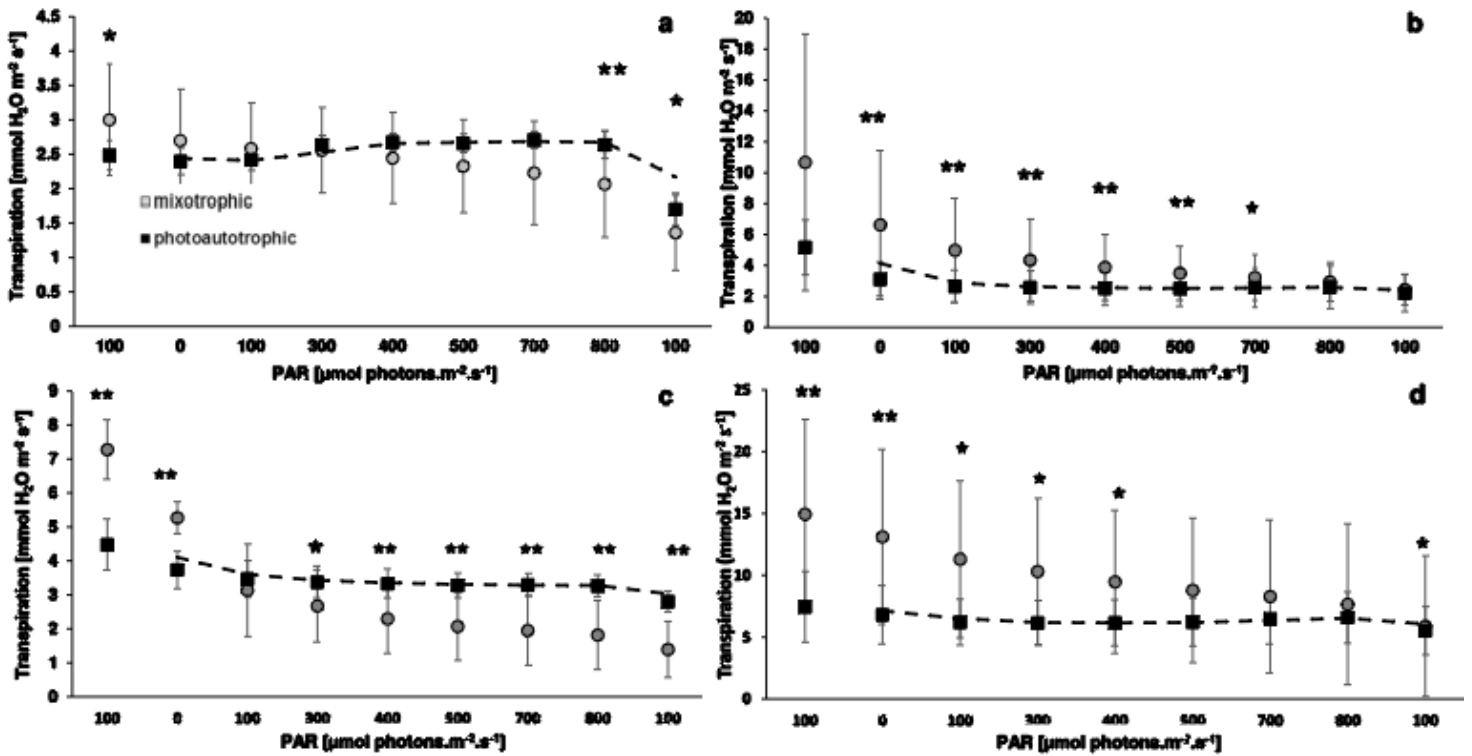 a
Transpiration [mmol H₂O m⁻² s⁻¹]
4.5
4
3.5
3
2.5
2
1.5
1
0.5
0
*
**
*
mixotrophic
photoautotrophic
100 0 100 300 400 500 700 800 100
PAR [µmol photons.m⁻².s⁻¹]
b
Transpiration [mmol H₂O m⁻² s⁻¹]
20
18
16
14
12
10
8
6
4
2
0
** ** ** ** ** *
100 0 100 300 400 500 700 800 100
PAR [µmol photons.m⁻².s⁻¹]
c
Transpiration [mmol H₂O m⁻² s⁻¹]
9
8
7
6
5
4
3
2
1
0
** ** * ** ** ** ** **
100 0 100 300 400 500 700 800 100
PAR [µmol photons.m⁻².s⁻¹]
d
Transpiration (mmol H₂O m⁻² s⁻¹]
25
20
15
10
5
0
** ** * * * *
100 0 100 300 400 500 700 800 100
PAR [µmol photons.m⁻².s⁻¹]